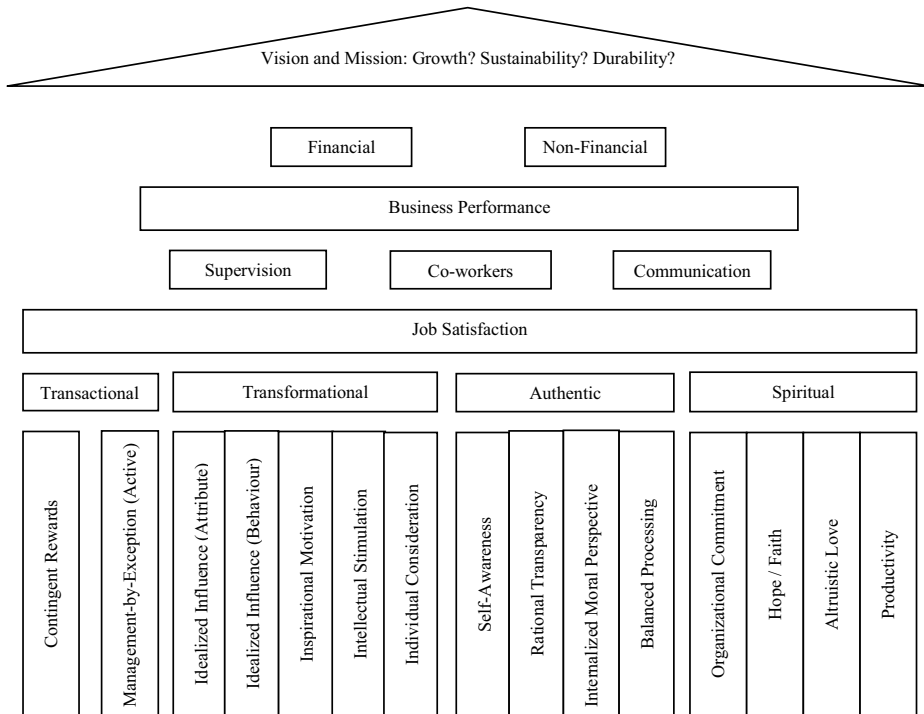 Vision and Mission: Growth? Sustainability? Durability?
Financial
Non-Financial
Business Performance
Supervision
Co-workers
Communication
Job Satisfaction
Transactional
Transformational
Authentic
Spiritual
Contingent Rewards
Management-by-Exception (Active)
Idealized Influence (Attribute)
Idealized Influence (Behaviour)
Inspirational Motivation
Intellectual Stimulation
Individual Consideration
Self-Awareness
Rational Transparency
Internalized Moral Perspective
Balanced Processing
Organizational Commitment
Hope / Faith
Altruistic Love
Productivity